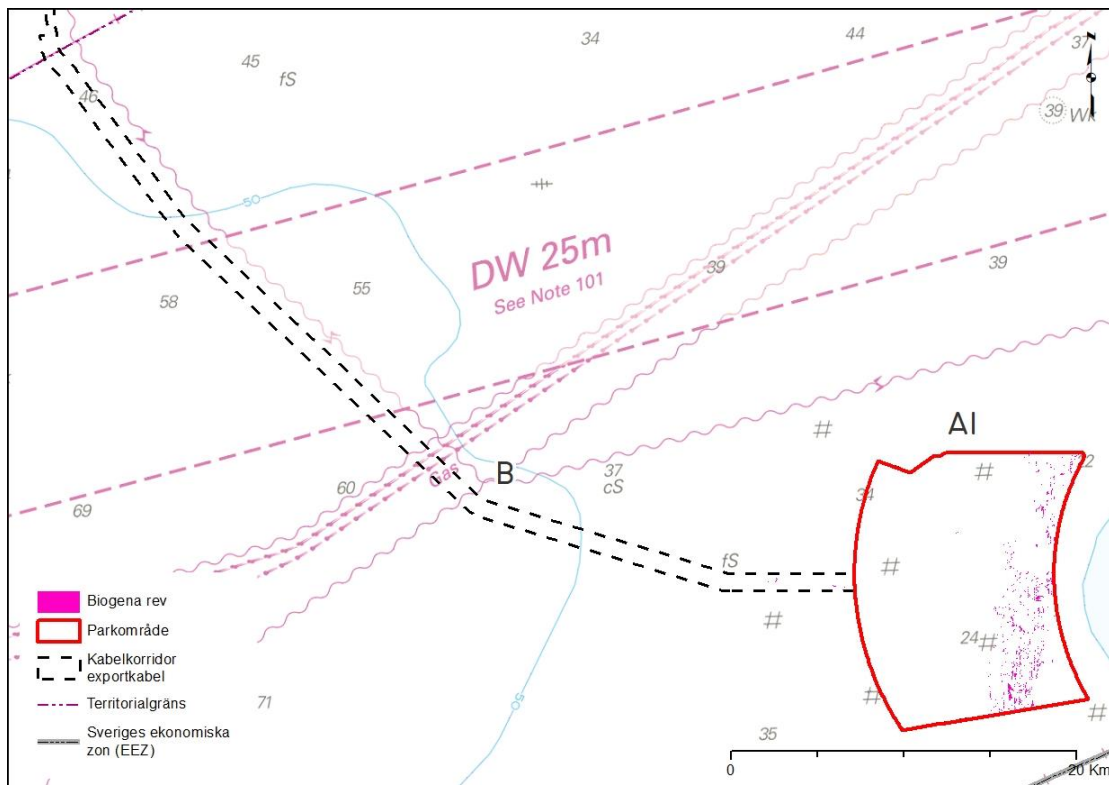 34
44
37
45
fS
46
39
Wk
50
DW 25m
See Note 101
39
39
55
58
AI
B
37
cS
Gas
60
34
22
69
fS
24
71
50
35
Biogena rev
Parkområde
Kabelkorridor
exportkabel
Territorialgräns
Sveriges ekonomiska
zon (EEZ)
0
20 Km